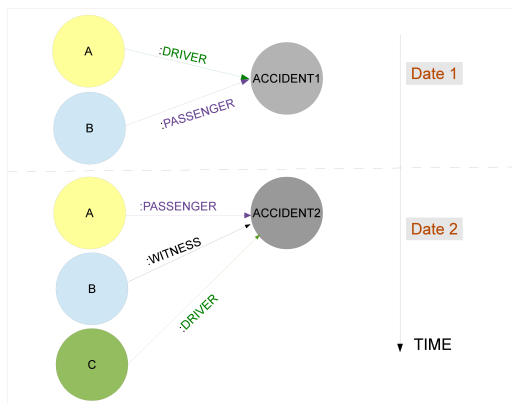 A
:DRIVER
ACCIDENT1
Date 1
B
:PASSENGER
A
:PASSENGER
ACCIDENT2
Date 2
:WITNESS
B
:DRIVER
TIME
C